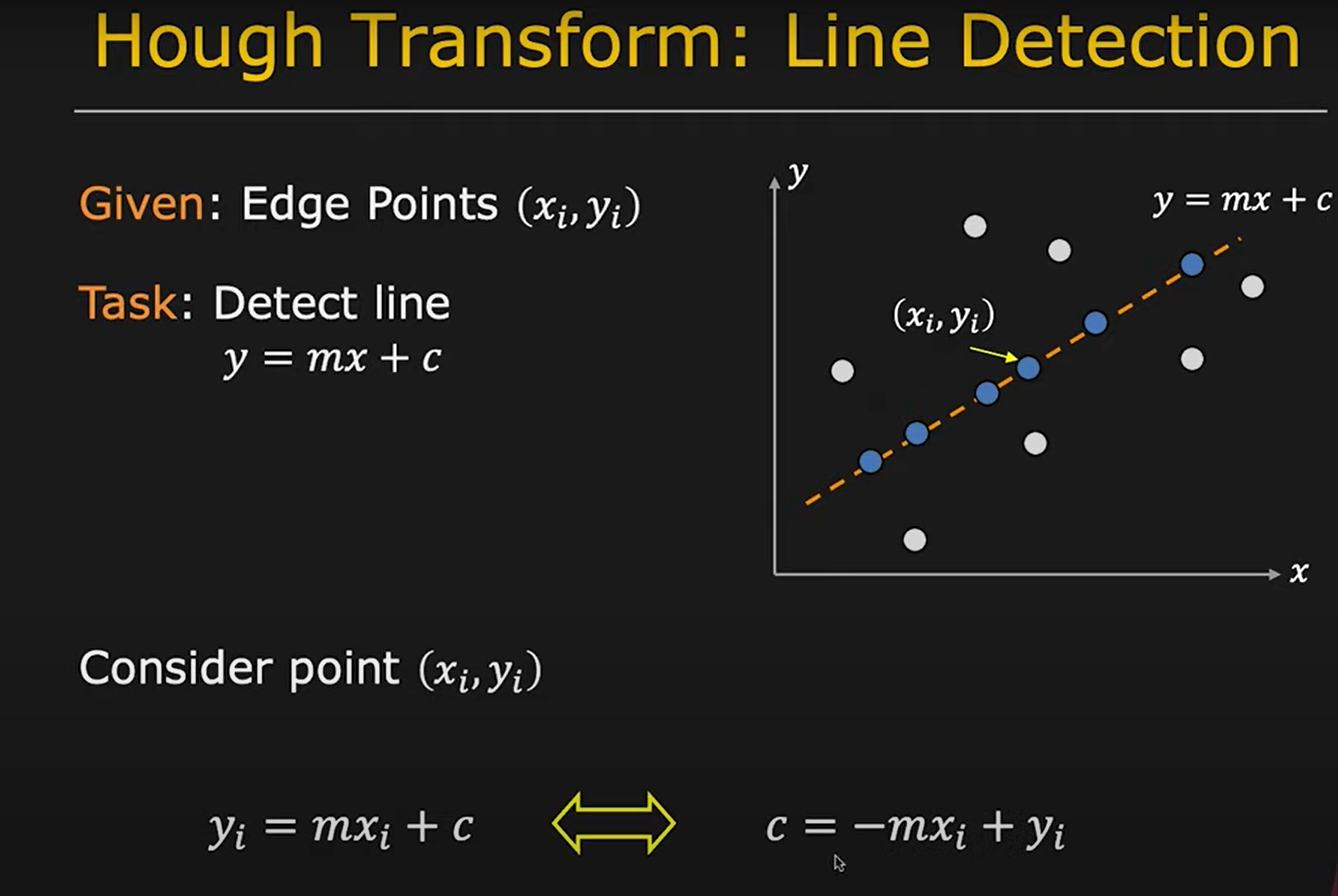 Hough Transform: Line Detection
Given: Edge Points (xᵢ, yᵢ)
Task: Detect line
y = mx + c
y
y = mx + c
(xᵢ, yᵢ)
x
Consider point (xᵢ, yᵢ)
yᵢ = mxᵢ + c
c = −mxᵢ + yᵢ